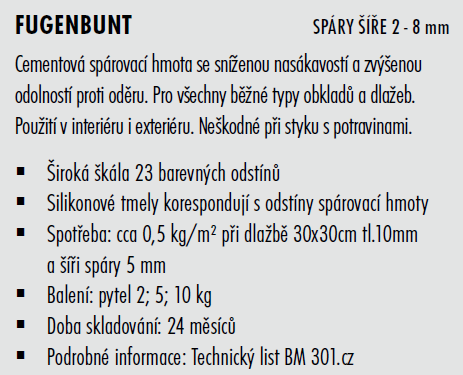 FUGENBUNT SPÁRY ŠÍŘE 2 - 8 mm
Cementová spárovací hmota se sníženou nasákavostí a zvýšenou
odolností proti oděru. Pro všechny běžné typy obkladů a dlažeb.
Použití v interiéru i exteriéru. Neškodné při styku s potravinami.
▪ Široká škála 23 barevných odstínů
▪ Silikonové tmely korespondují s odstíny spárovací hmoty
▪ Spotřeba: cca 0,5 kg/m² při dlažbě 30x30cm tl.10mm
a šíři spáry 5 mm
▪ Balení: pytel 2; 5; 10 kg
▪ Doba skladování: 24 měsíců
▪ Podrobné informace: Technický list BM 301.cz